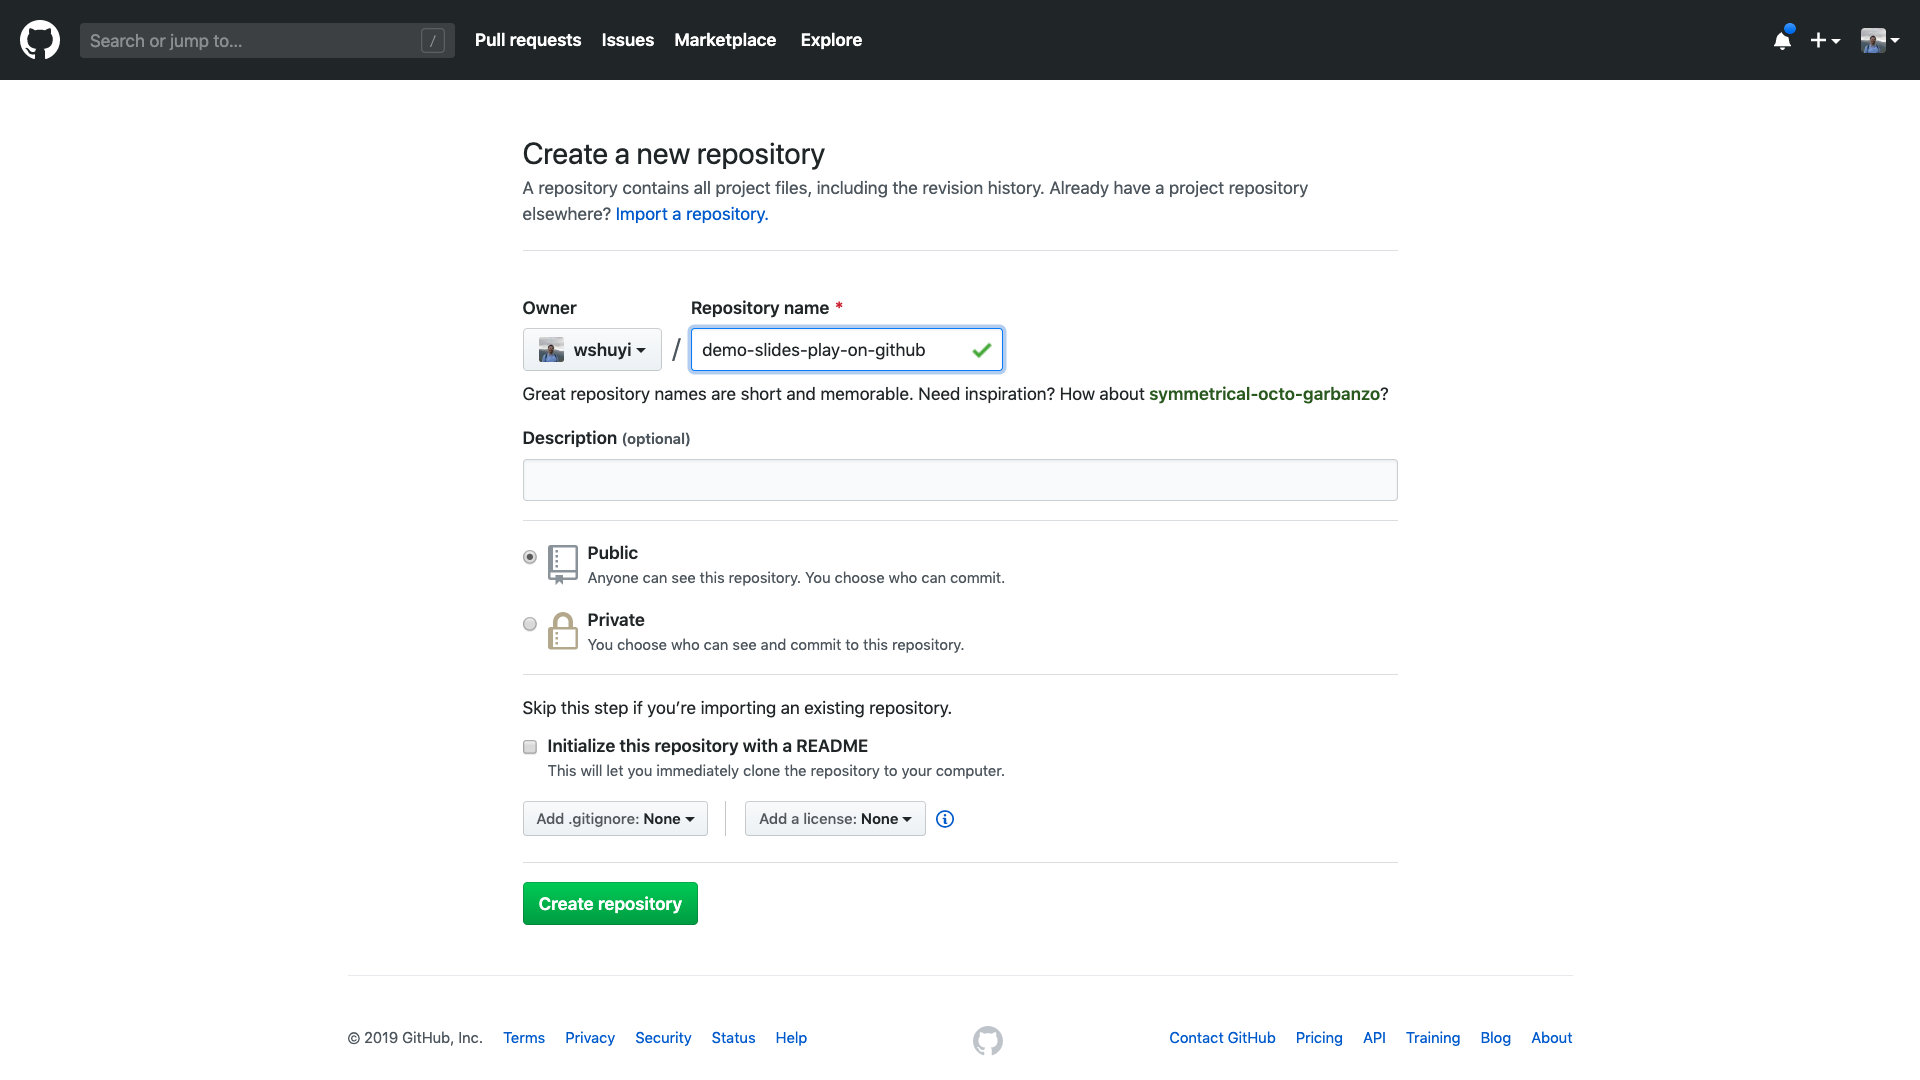 Search or jump to... /
Pull requests Issues Marketplace Explore
Create a new repository
A repository contains all project files, including the revision history. Already have a project repository
elsewhere? Import a repository.
Owner Repository name *
wshuyi / demo-slides-play-on-github
Great repository names are short and memorable. Need inspiration? How about symmetrical-octo-garbanzo?
Description (optional)
Public
Anyone can see this repository. You choose who can commit.
Private
You choose who can see and commit to this repository.
Skip this step if you’re importing an existing repository.
Initialize this repository with a README
This will let you immediately clone the repository to your computer.
Add .gitignore: None Add a license: None
Create repository
© 2019 GitHub, Inc. Terms Privacy Security Status Help Contact GitHub Pricing API Training Blog About